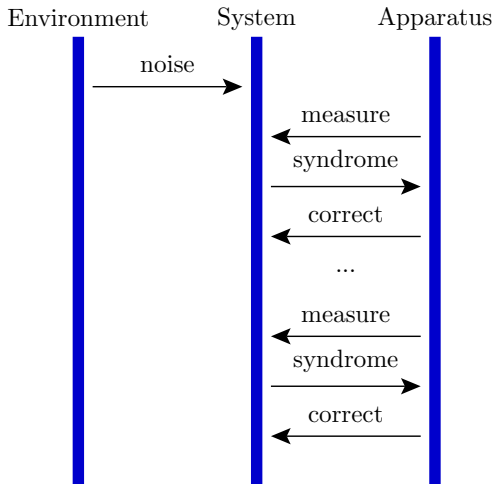 Environment System Apparatus
noise
measure
syndrome
correct
...
measure
syndrome
correct